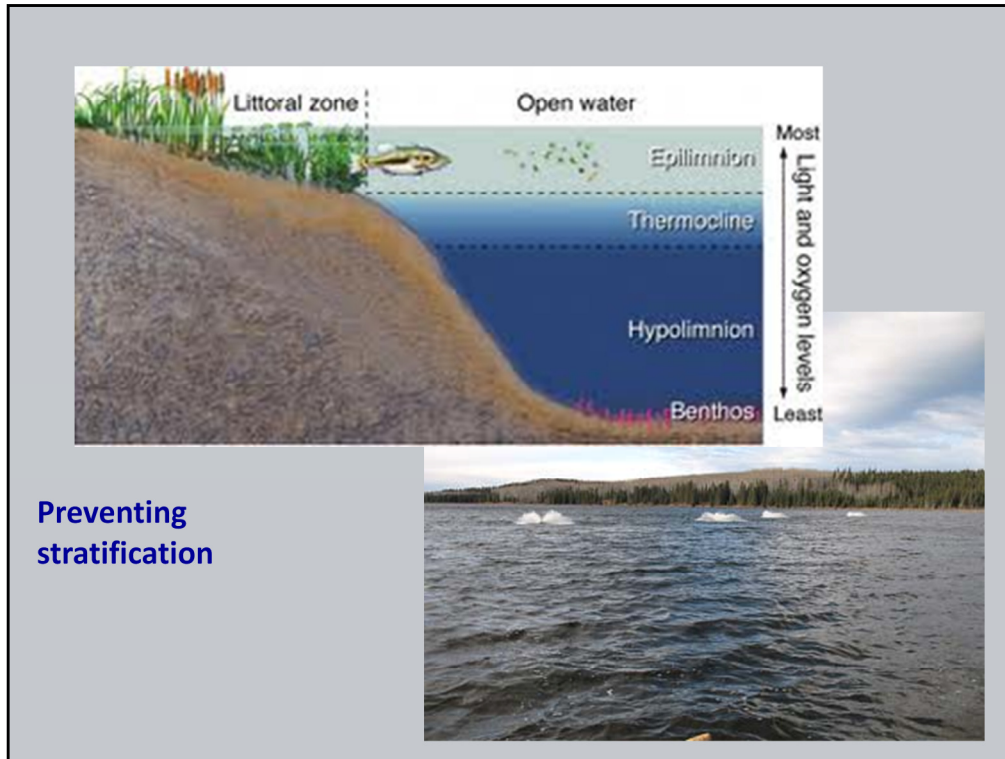 Littoral zone
Open water
Most
Epilimnion
Thermocline
Hypolimnion
Benthos
Least
Light and oxygen levels
Preventing
stratification